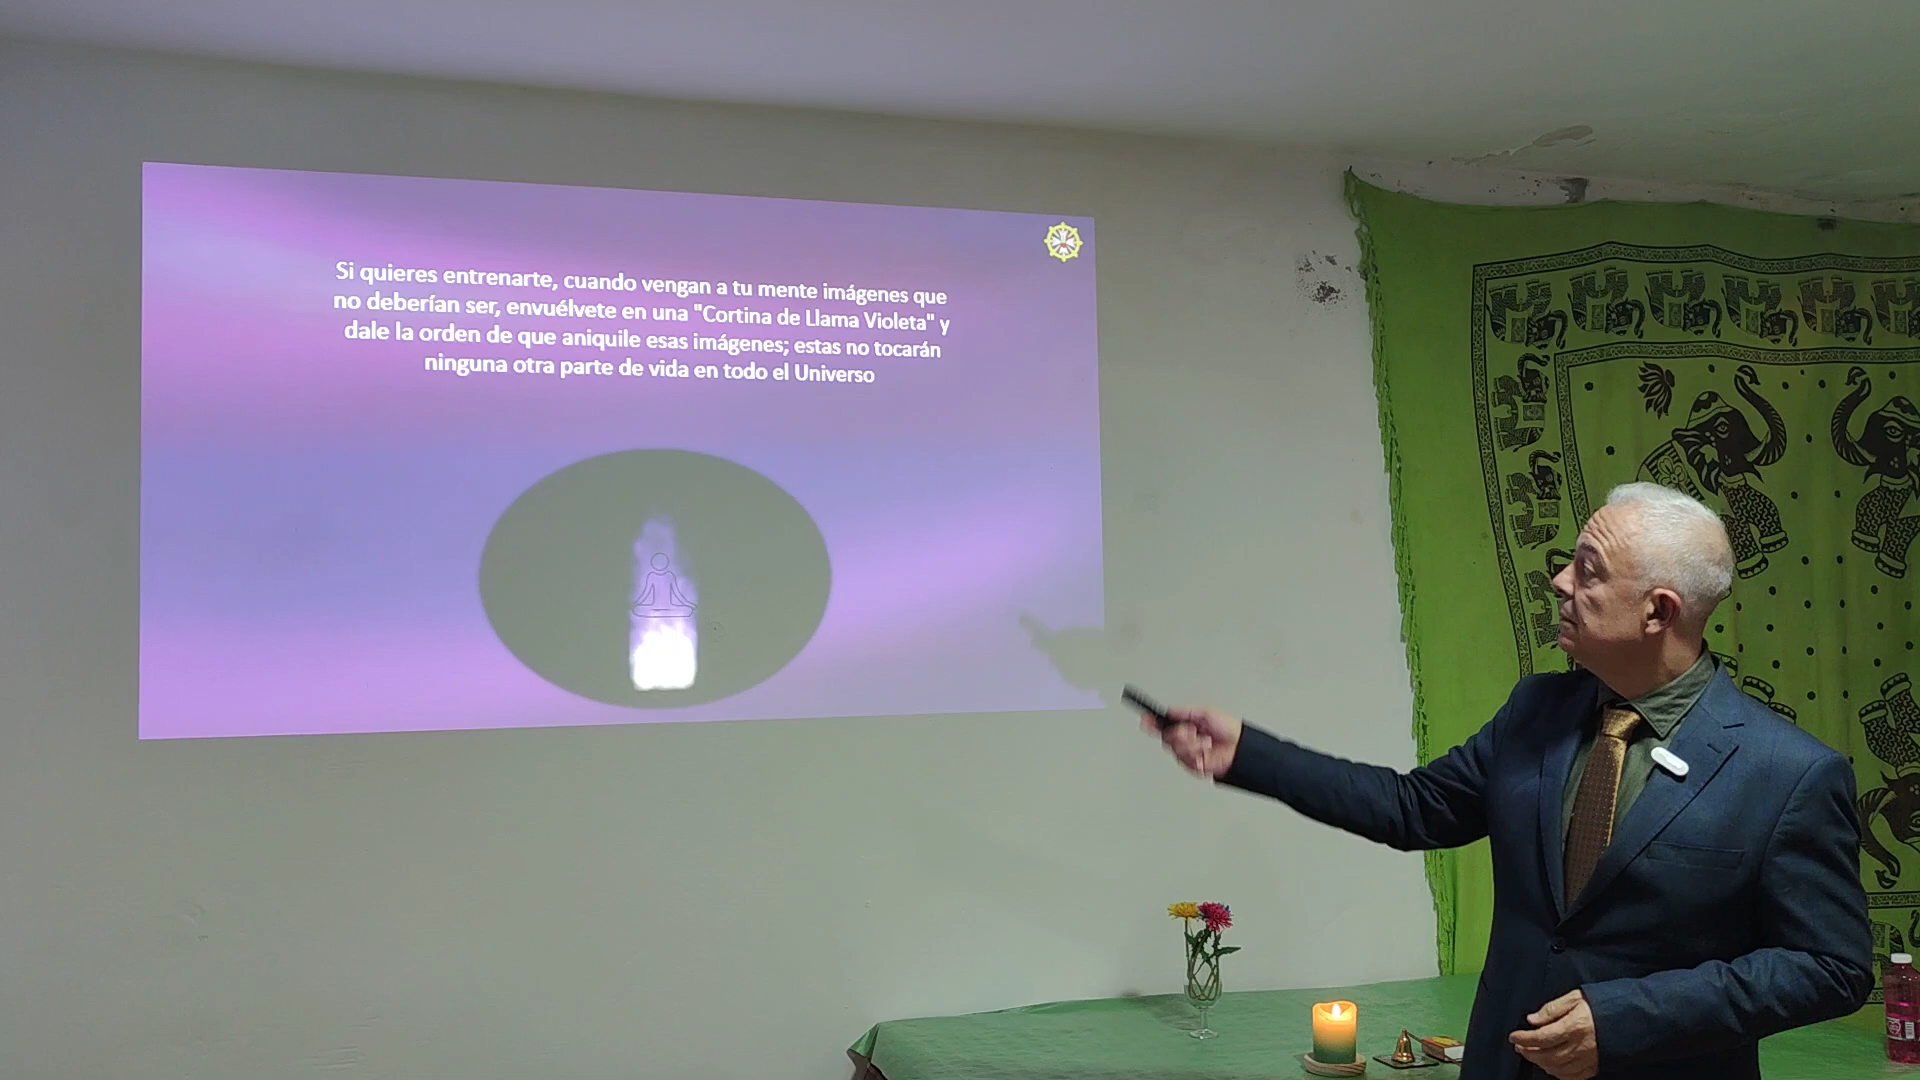 Si quieres entrenarte, cuando vengan a tu mente imágenes que
no deberían ser, envuélvete en una "Cortina de Llama Violeta" y
dale la orden de que aniquile esas imágenes; estas no tocarán
ninguna otra parte de vida en todo el Universo